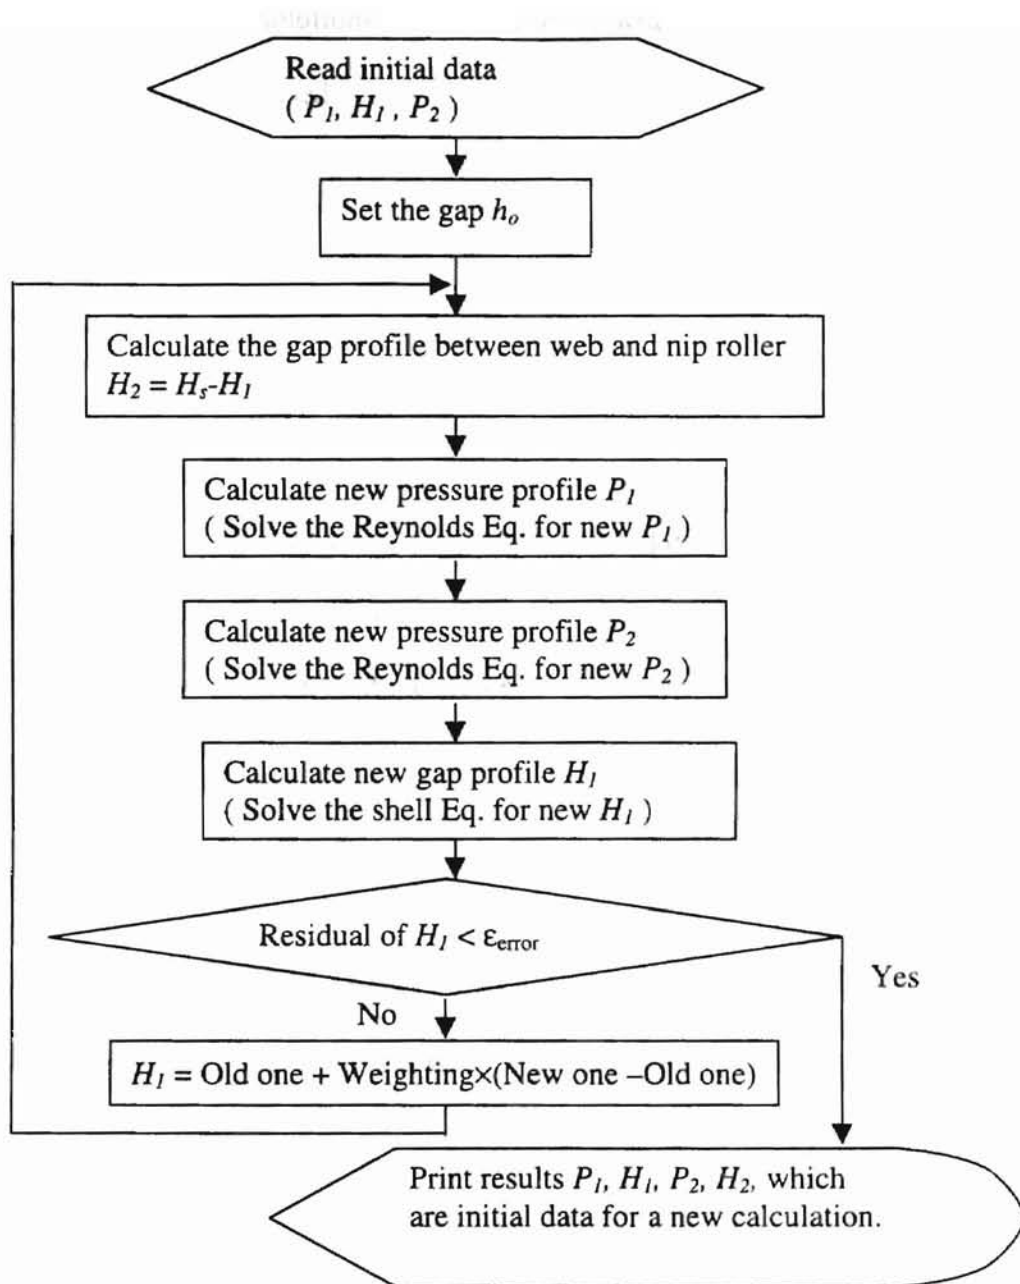 Read initial data
( P₁, H₁ , P₂ )
Set the gap hₒ
Calculate the gap profile between web and nip roller
H₂ = Hₛ-H₁
Calculate new pressure profile P₁
( Solve the Reynolds Eq. for new P₁ )
Calculate new pressure profile P₂
( Solve the Reynolds Eq. for new P₂ )
Calculate new gap profile H₁
( Solve the shell Eq. for new H₁ )
Residual of H₁ < ε_error
Yes
No
H₁ = Old one + Weighting×(New one –Old one)
Print results P₁, H₁, P₂, H₂, which
are initial data for a new calculation.